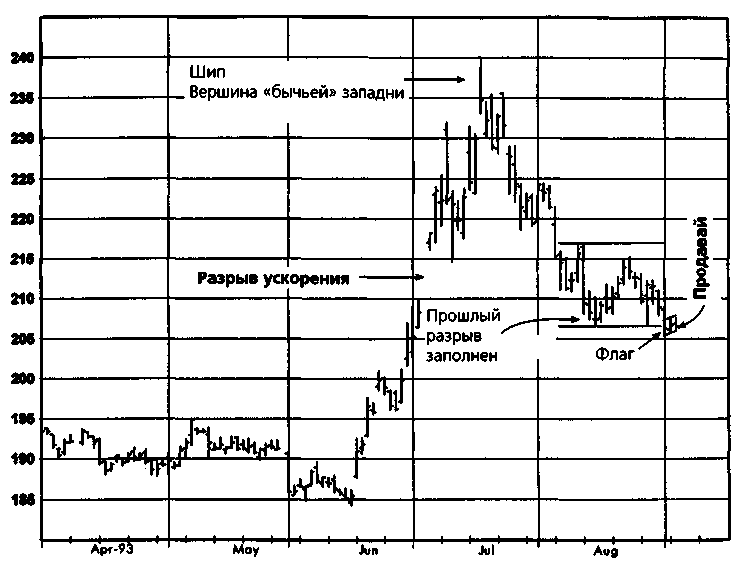 240
235
230
225
220
215
210
205
200
195
190
185
Шип
Вершина «бычьей» западни
Разрыв ускорения
Прошлый
разрыв
заполнен
Флаг
Продавай
Apr-93
May
Jun
Jul
Aug